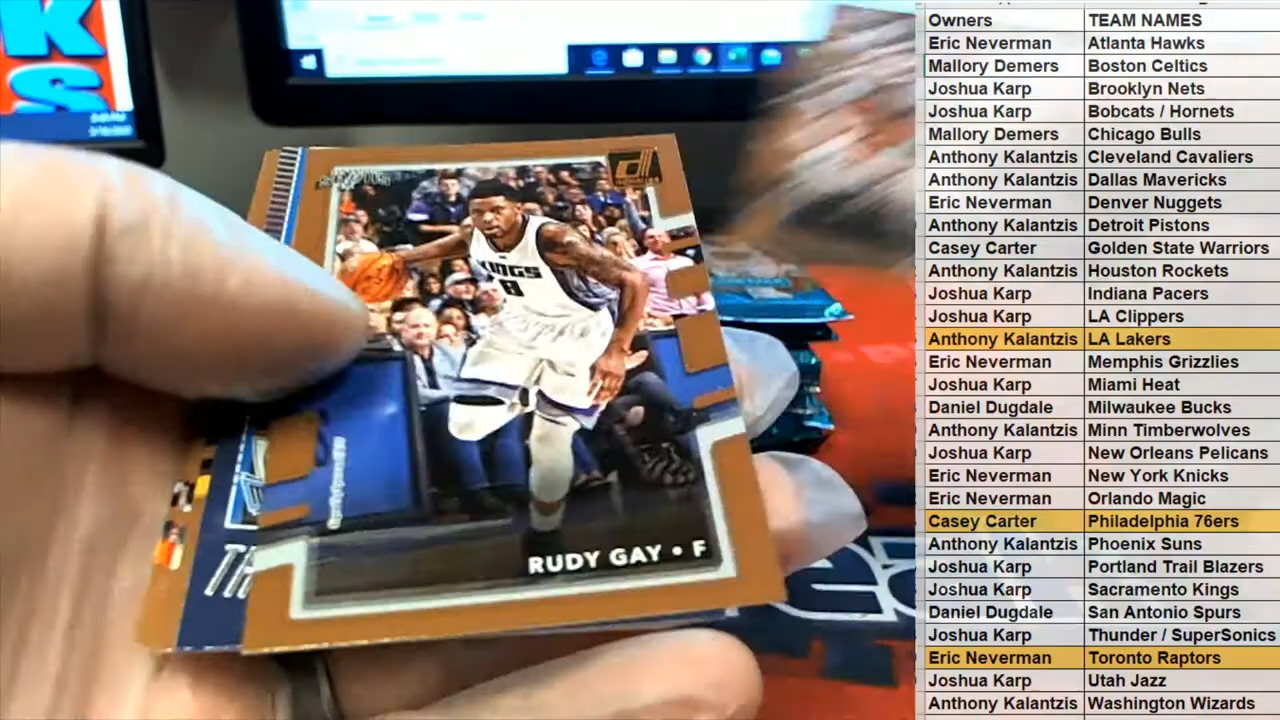 K
S
KINGS
8
RUDY GAY • F
TH
Owners TEAM NAMES
Eric Neverman Atlanta Hawks
Mallory Demers Boston Celtics
Joshua Karp Brooklyn Nets
Joshua Karp Bobcats / Hornets
Mallory Demers Chicago Bulls
Anthony Kalantzis Cleveland Cavaliers
Anthony Kalantzis Dallas Mavericks
Eric Neverman Denver Nuggets
Anthony Kalantzis Detroit Pistons
Casey Carter Golden State Warriors
Anthony Kalantzis Houston Rockets
Joshua Karp Indiana Pacers
Joshua Karp LA Clippers
Anthony Kalantzis LA Lakers
Eric Neverman Memphis Grizzlies
Joshua Karp Miami Heat
Daniel Dugdale Milwaukee Bucks
Anthony Kalantzis Minn Timberwolves
Joshua Karp New Orleans Pelicans
Eric Neverman New York Knicks
Eric Neverman Orlando Magic
Casey Carter Philadelphia 76ers
Anthony Kalantzis Phoenix Suns
Joshua Karp Portland Trail Blazers
Joshua Karp Sacramento Kings
Daniel Dugdale San Antonio Spurs
Joshua Karp Thunder / SuperSonics
Eric Neverman Toronto Raptors
Joshua Karp Utah Jazz
Anthony Kalantzis Washington Wizards